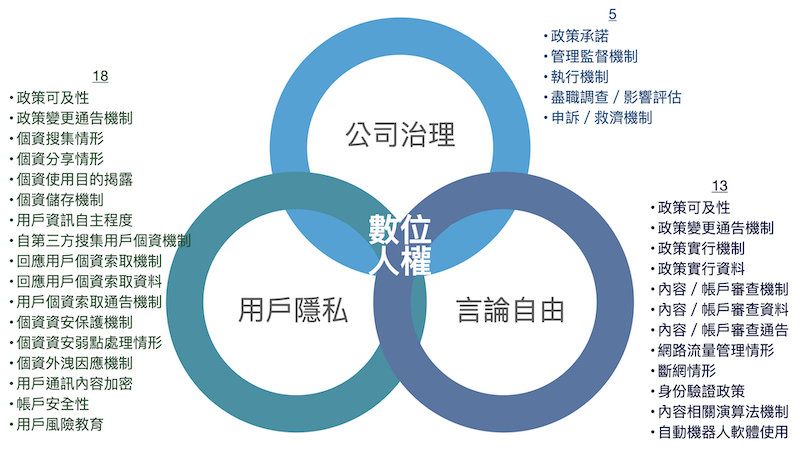 18
• 政策可及性
• 政策變更通告機制
• 個資搜集情形
• 個資分享情形
• 個資使用目的揭露
• 個資儲存機制
• 用戶資訊自主程度
• 自第三方搜集用戶個資機制
• 回應用戶個資索取機制
• 回應用戶個資索取資料
• 用戶個資索取通告機制
• 個資資安保護機制
• 個資資安弱點處理情形
• 個資外洩因應機制
• 用戶通訊內容加密
• 帳戶安全性
• 用戶風險教育
公司治理
數位
人權
用戶隱私
言論自由
5
• 政策承諾
• 管理監督機制
• 執行機制
• 盡職調查 / 影響評估
• 申訴 / 救濟機制
13
• 政策可及性
• 政策變更通告機制
• 政策實行機制
• 政策實行資料
• 內容 / 帳戶審查機制
• 內容 / 帳戶審查資料
• 內容 / 帳戶審查通告
• 網路流量管理情形
• 斷網情形
• 身份驗證政策
• 內容相關演算法機制
• 自動機器人軟體使用